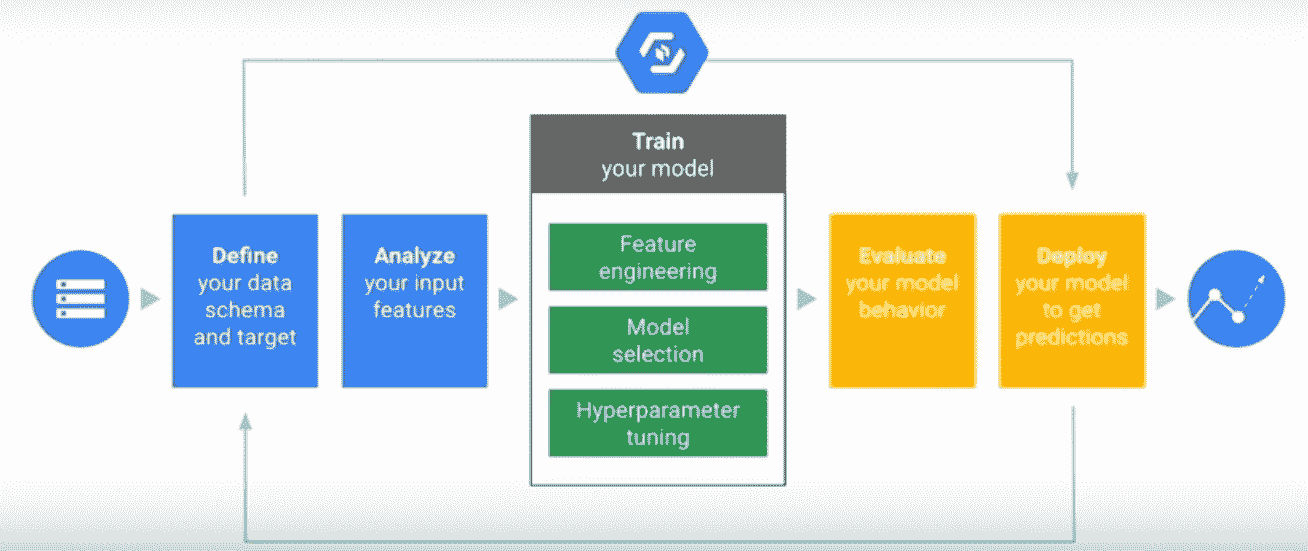 Train
your model
Define
your data
schema
and target
Analyze
your input
features
Feature
engineering
Model
selection
Hyperparameter
tuning
Evaluate
your model
behavior
Deploy
your model
to get
predictions